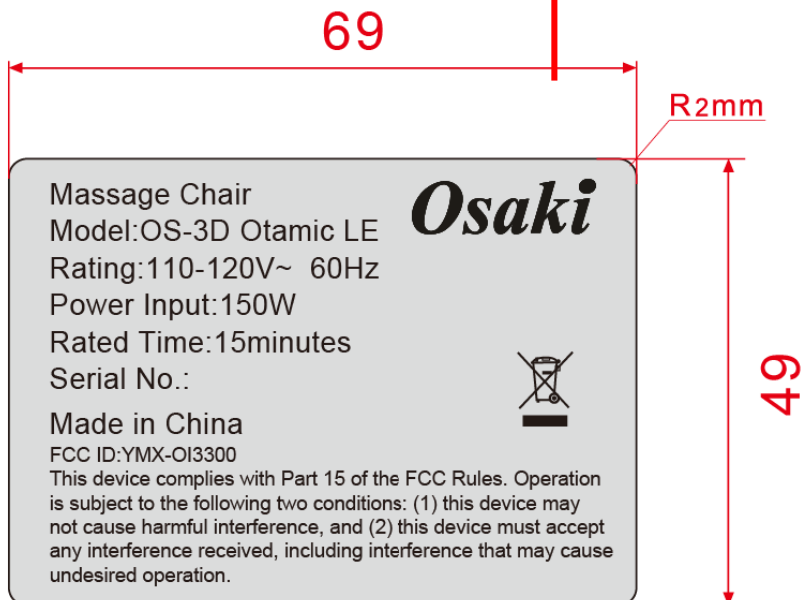 69
R2mm
Osaki
Massage Chair
Model:OS-3D Otamic LE
Rating:110-120V~ 60Hz
Power Input:150W
Rated Time:15minutes
Serial No.:
Made in China
FCC ID:YMX-OI3300
This device complies with Part 15 of the FCC Rules. Operation
is subject to the following two conditions: (1) this device may
not cause harmful interference, and (2) this device must accept
any interference received, including interference that may cause
undesired operation.
49